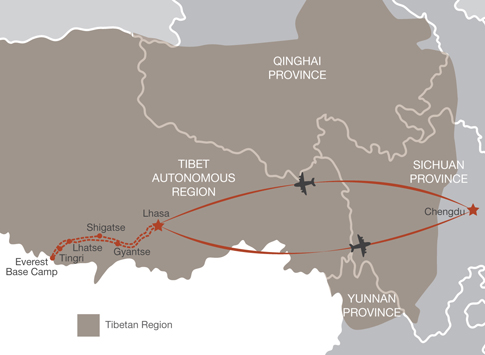 QINGHAI
PROVINCE
TIBET
AUTONOMOUS
REGION
SICHUAN
PROVINCE
Chengdu
Lhasa
Shigatse
Lhatse
Gyantse
Tingri
Everest
Base Camp
YUNNAN
PROVINCE
Tibetan Region